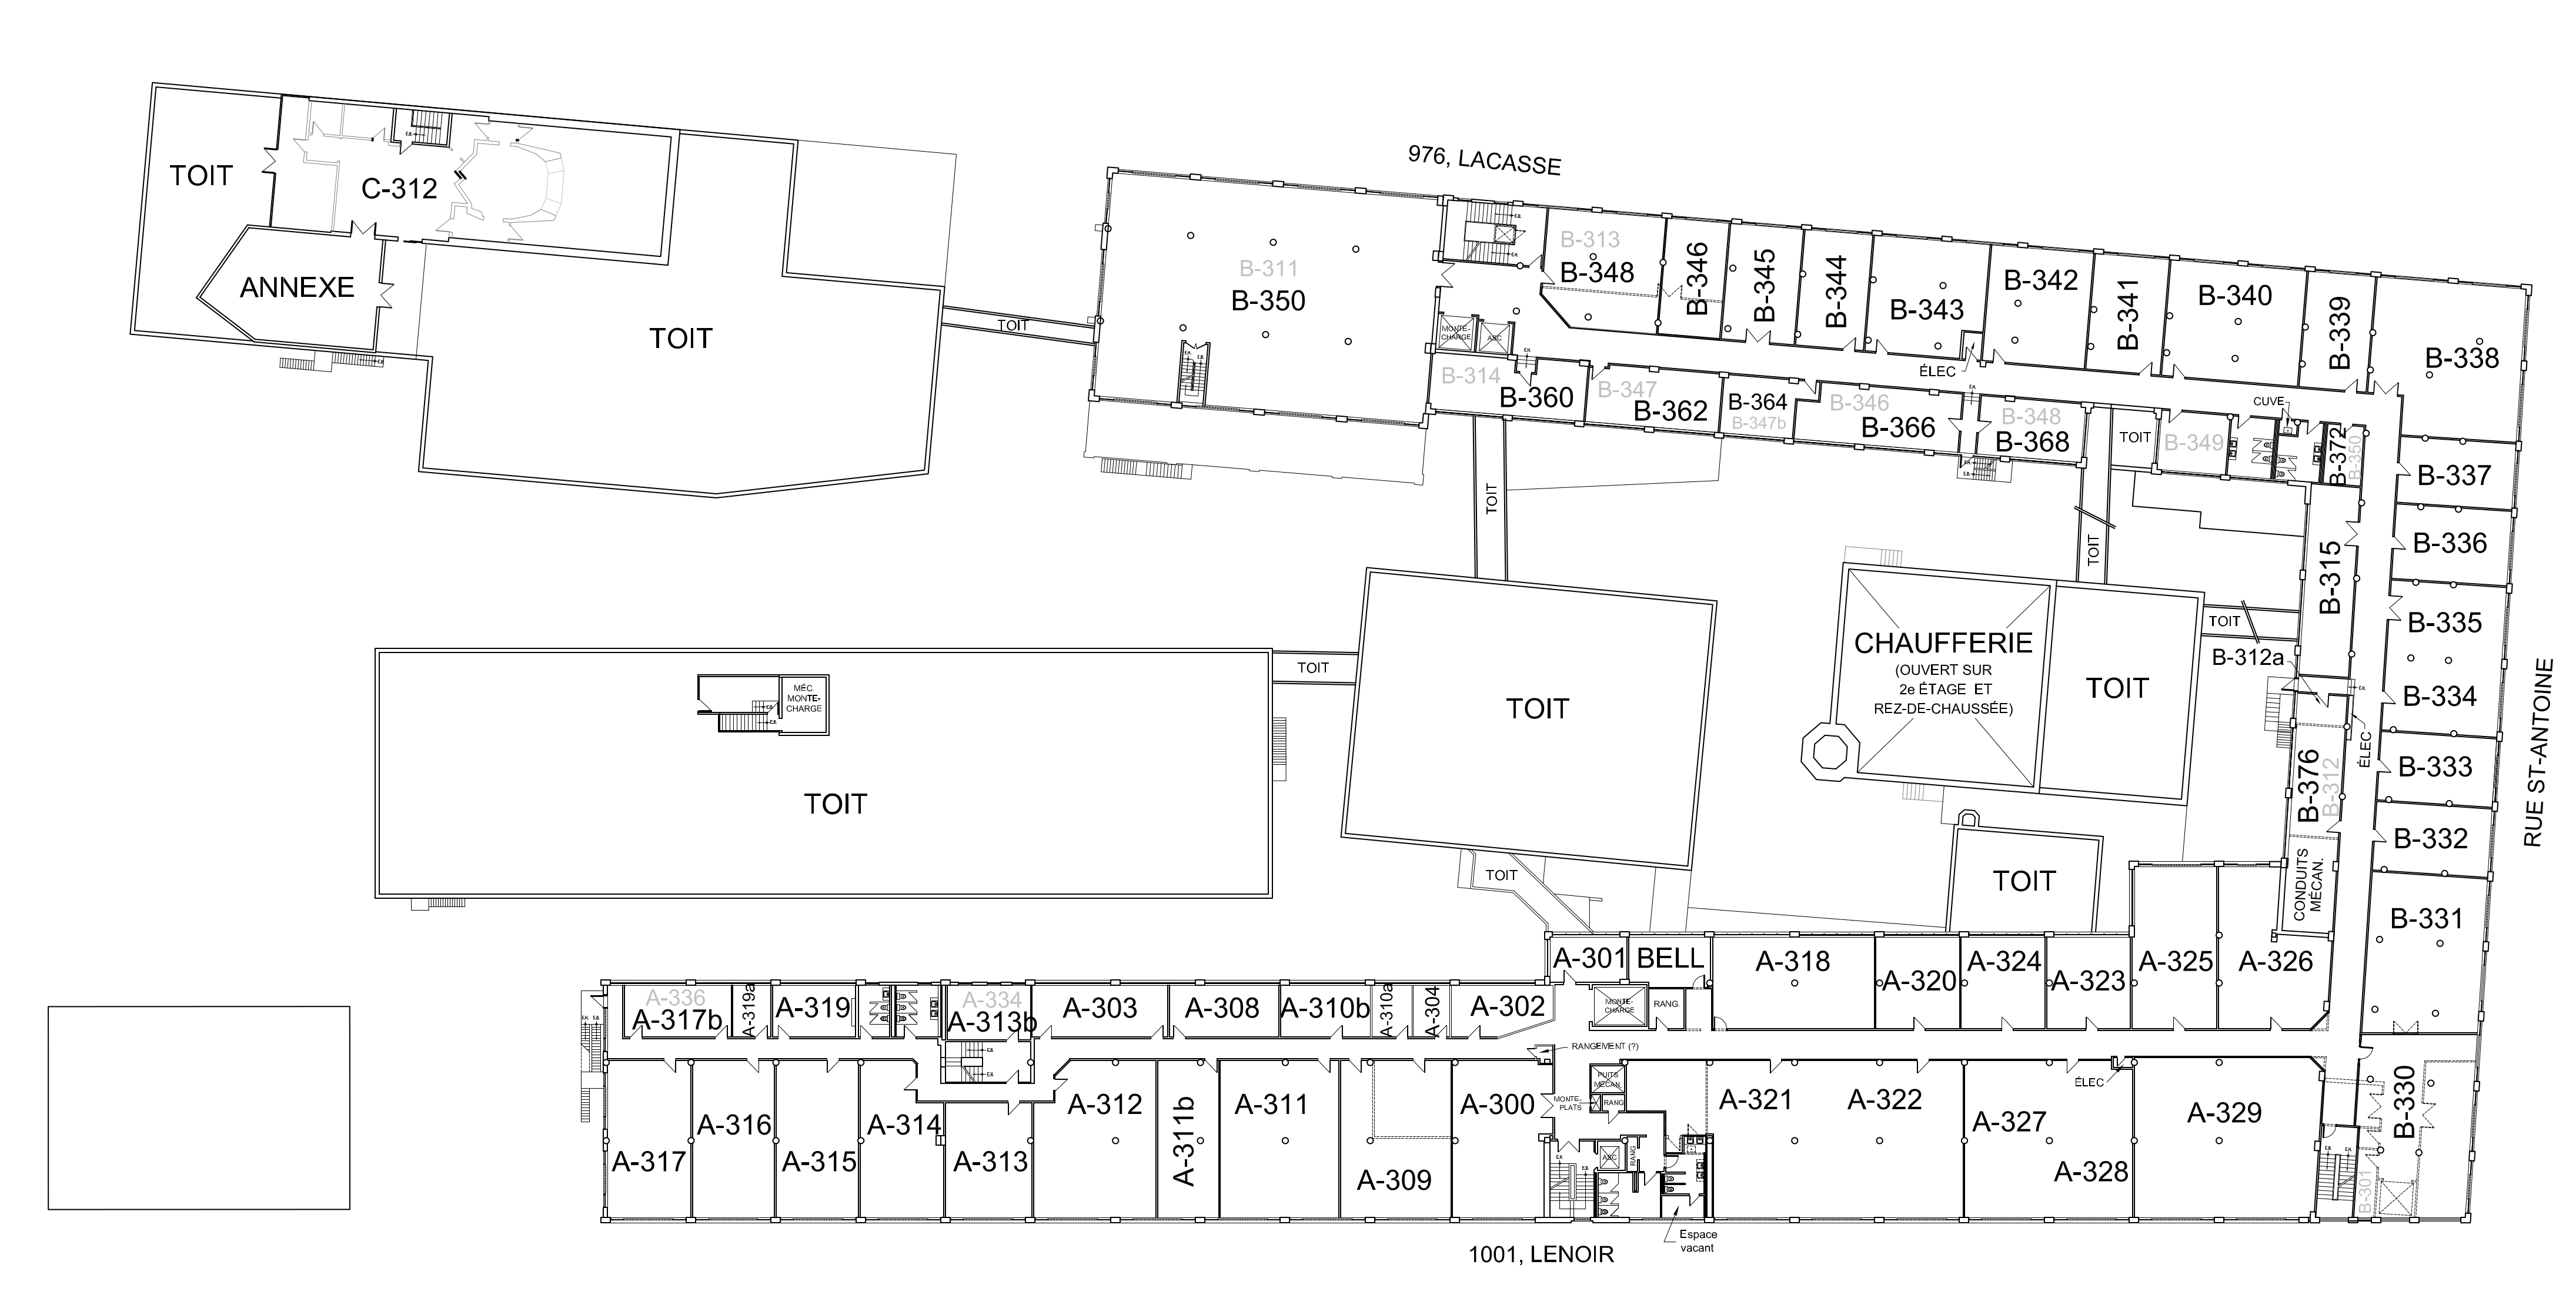 976, LACASSE
TOIT
C-312
E.B.
ANNEXE
TOIT
TOIT
B-311
B-350
E.H.
E.B.
E.B.
E.H.
B-313
B-348
B-346
B-345
B-344
B-343
B-342
B-341
B-340
B-339
B-338
MONTE-
CHARGE
ASC
E.H.
ÉLEC
B-314
B-360
B-347
B-362
B-364
B-347b
B-346
B-366
E.H.
B-348
B-368
E.B.
CUVE
TOIT
B-349
B-372
B-350
B-337
B-336
B-335
B-334
B-333
B-332
B-331
B-315
TOIT
TOIT
TOIT
B-312a
E.H.
ÉLEC
B-376
B-312
CONDUITS
MÉCAN.
RUE ST-ANTOINE
CHAUFFERIE
(OUVERT SUR
2e ÉTAGE ET
REZ-DE-CHAUSSÉE)
TOIT
TOIT
TOIT
TOIT
TOIT
MÉC.
MONTE-
CHARGE
E.B.
E.B.
TOIT
A-301
BELL
A-318
A-320
A-324
A-323
A-325
A-326
A-336
A-317b
A-319a
A-319
A-334
A-313b
A-303
A-308
A-310b
A-310a
A-304
A-302
MONTE-
CHARGE
RANG.
E.H.
E.B.
E.B.
E.B.
RANGEMENT (?)
A-317
A-316
A-315
A-314
A-313
A-312
A-311b
A-311
A-309
A-300
PUITS
MÉCAN.
MONTE-
PLATS
RANG
ASC
RANG
E.H.
E.B.
A-321
A-322
A-327
A-328
ÉLEC
A-329
E.B.
E.H.
B-330
B-301
Espace
vacant
1001, LENOIR